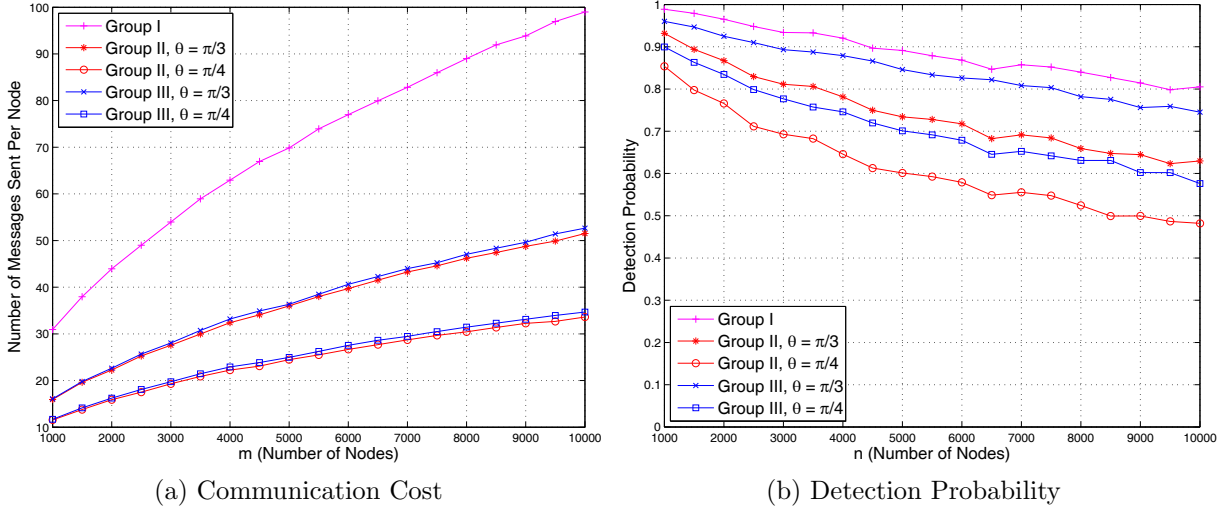 100
90
80
70
60
50
40
30
20
10
Number of Messages Sent Per Node
Group I
Group II, θ = π/3
Group II, θ = π/4
Group III, θ = π/3
Group III, θ = π/4
1000 2000 3000 4000 5000 6000 7000 8000 9000 10000
m (Number of Nodes)
(a) Communication Cost
1
0.9
0.8
0.7
0.6
0.5
0.4
0.3
0.2
0.1
0
Detection Probability
Group I
Group II, θ = π/3
Group II, θ = π/4
Group III, θ = π/3
Group III, θ = π/4
1000 2000 3000 4000 5000 6000 7000 8000 9000 10000
n (Number of Nodes)
(b) Detection Probability